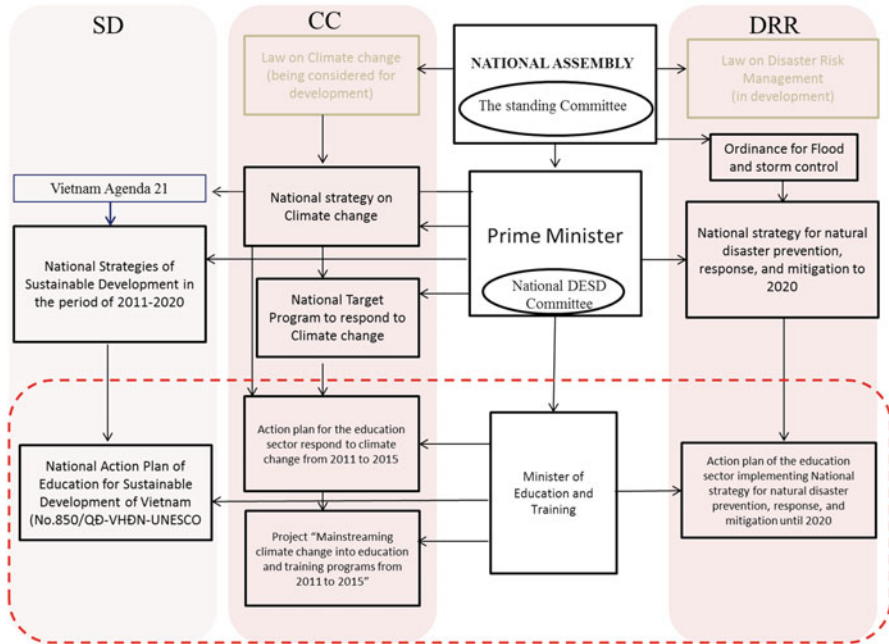 SD
CC
DRR
Law on Climate change
(being considered for
development)
NATIONAL ASSEMBLY
The standing Committee
Law on Disaster Risk
Management
(in development)
Ordinance for Flood
and storm control
Vietnam Agenda 21
National strategy on
Climate change
Prime Minister
National DESD
Committee
National strategy for natural
disaster prevention,
response, and mitigation to
2020
National Strategies of
Sustainable Development in
the period of 2011-2020
National Target
Program to respond to
Climate change
Action plan for the education
sector respond to climate
change from 2011 to 2015
Minister of
Education and
Training
National Action Plan of
Education for Sustainable
Development of Vietnam
(No.850/QĐ-VHĐN-UNESCO
Action plan of the education
sector implementing National
strategy for natural disaster
prevention, response, and
mitigation until 2020
Project “Mainstreaming
climate change into education
and training programs from
2011 to 2015”